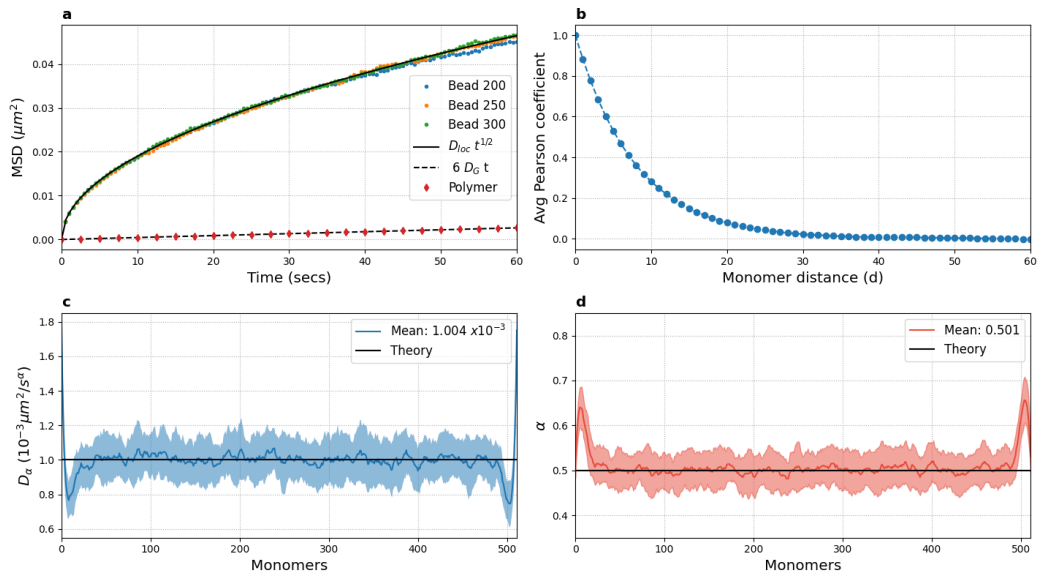 a
MSD (μm²)
0.04
0.03
0.02
0.01
0.00
Bead 200
Bead 250
Bead 300
D_loc t^1/2
6 D_G t
Polymer
0 10 20 30 40 50 60
Time (secs)
b
Avg Pearson coefficient
1.0
0.8
0.6
0.4
0.2
0.0
0 10 20 30 40 50 60
Monomer distance (d)
c
D_α (10⁻³μm²/s^α)
1.8
1.6
1.4
1.2
1.0
0.8
0.6
Mean: 1.004 x10⁻³
Theory
0 100 200 300 400 500
Monomers
d
α
0.8
0.7
0.6
0.5
0.4
Mean: 0.501
Theory
0 100 200 300 400 500
Monomers